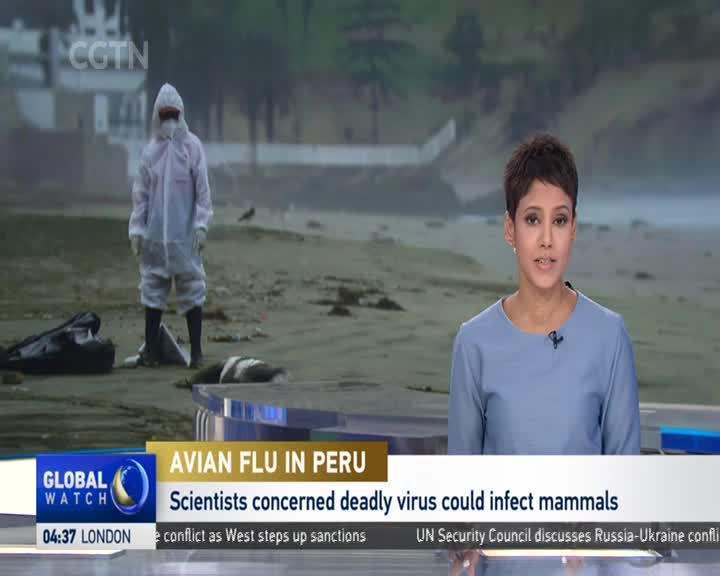 CGTN
AVIAN FLU IN PERU
GLOBAL
WATCH
Scientists concerned deadly virus could infect mammals
04:37 LONDON
e conflict as West steps up sanctions UN Security Council discusses Russia-Ukraine confli